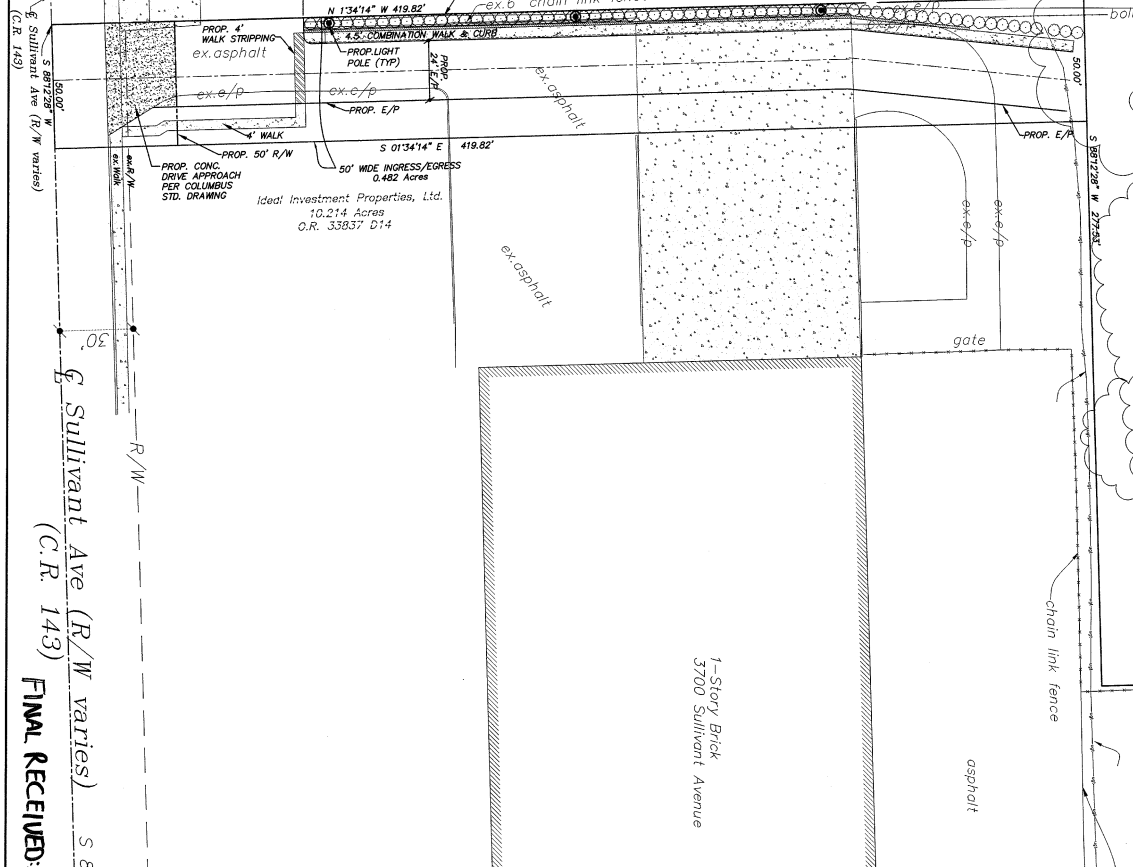 N 1°34'14" W 419.82'
ex.6' chain link fence
ex.e/p
PROP. 4'
WALK STRIPPING
ex.asphalt
4.5' COMBINATION WALK & CURB
PROP.LIGHT
POLE (TYP)
PROP.
24' E/P
ex.e/p
ex.e/p
PROP. E/P
ex.asphalt
4' WALK
PROP. 50' R/W
S 01°34'14" E 419.82'
50' WIDE INGRESS/EGRESS
0.482 Acres
PROP. CONC.
DRIVE APPROACH
PER COLUMBUS
STD. DRAWING
Ideal Investment Properties, Ltd.
10.214 Acres
O.R. 33837 D14
PROP. E/P
50.00'
S 88°12'28" W 277.53'
50.00'
S 88°12'28" W
℄ Sullivant Ave (R/W varies)
(C.R. 143)
ex.Walk
ex.R/W
ex.asphalt
ex.e/p
ex.e/p
gate
30'
R/W
℄ Sullivant Ave (R/W varies)
(C.R. 143)
FINAL RECEIVED:
S 8
1-Story Brick
3700 Sullivant Avenue
chain link fence
asphalt